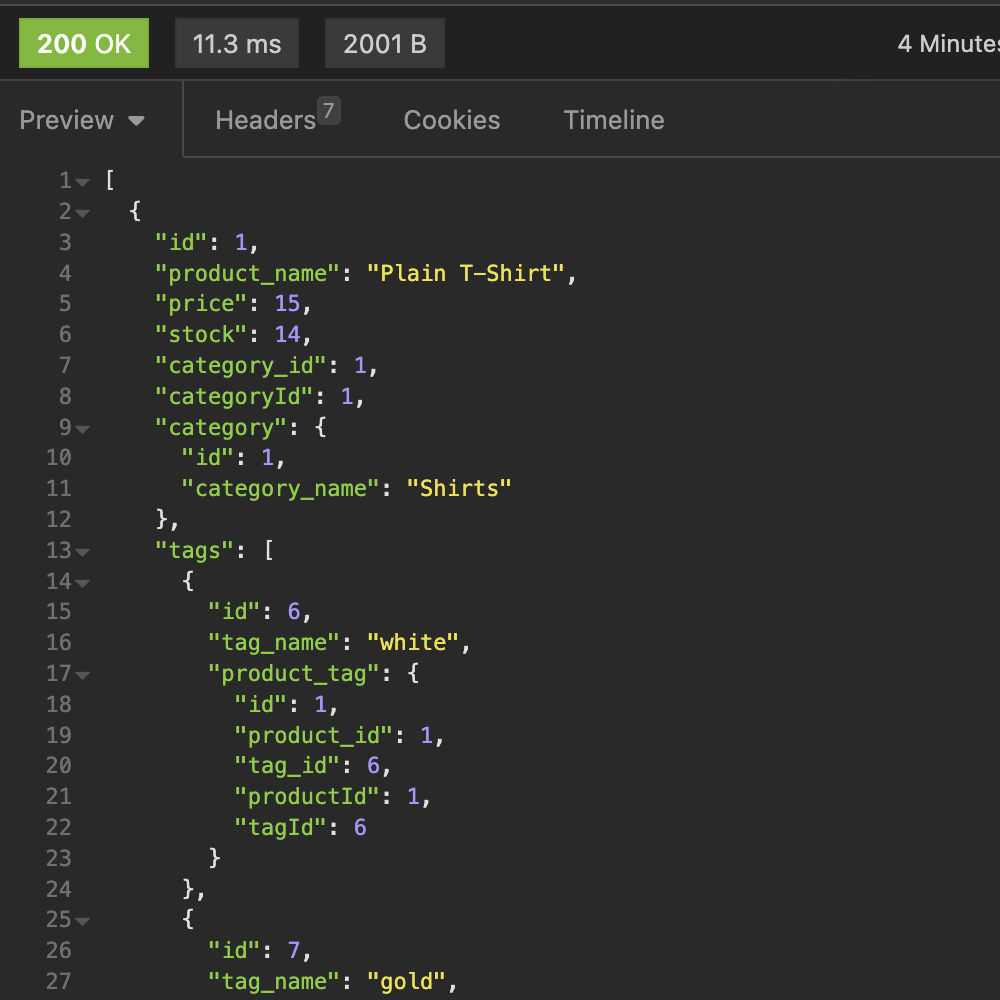 200 OK 11.3 ms 2001 B 4 Minutes
Preview Headers 7 Cookies Timeline
1 [
2 {
3 "id": 1,
4 "product_name": "Plain T-Shirt",
5 "price": 15,
6 "stock": 14,
7 "category_id": 1,
8 "categoryId": 1,
9 "category": {
10 "id": 1,
11 "category_name": "Shirts"
12 },
13 "tags": [
14 {
15 "id": 6,
16 "tag_name": "white",
17 "product_tag": {
18 "id": 1,
19 "product_id": 1,
20 "tag_id": 6,
21 "productId": 1,
22 "tagId": 6
23 }
24 },
25 {
26 "id": 7,
27 "tag_name": "gold",